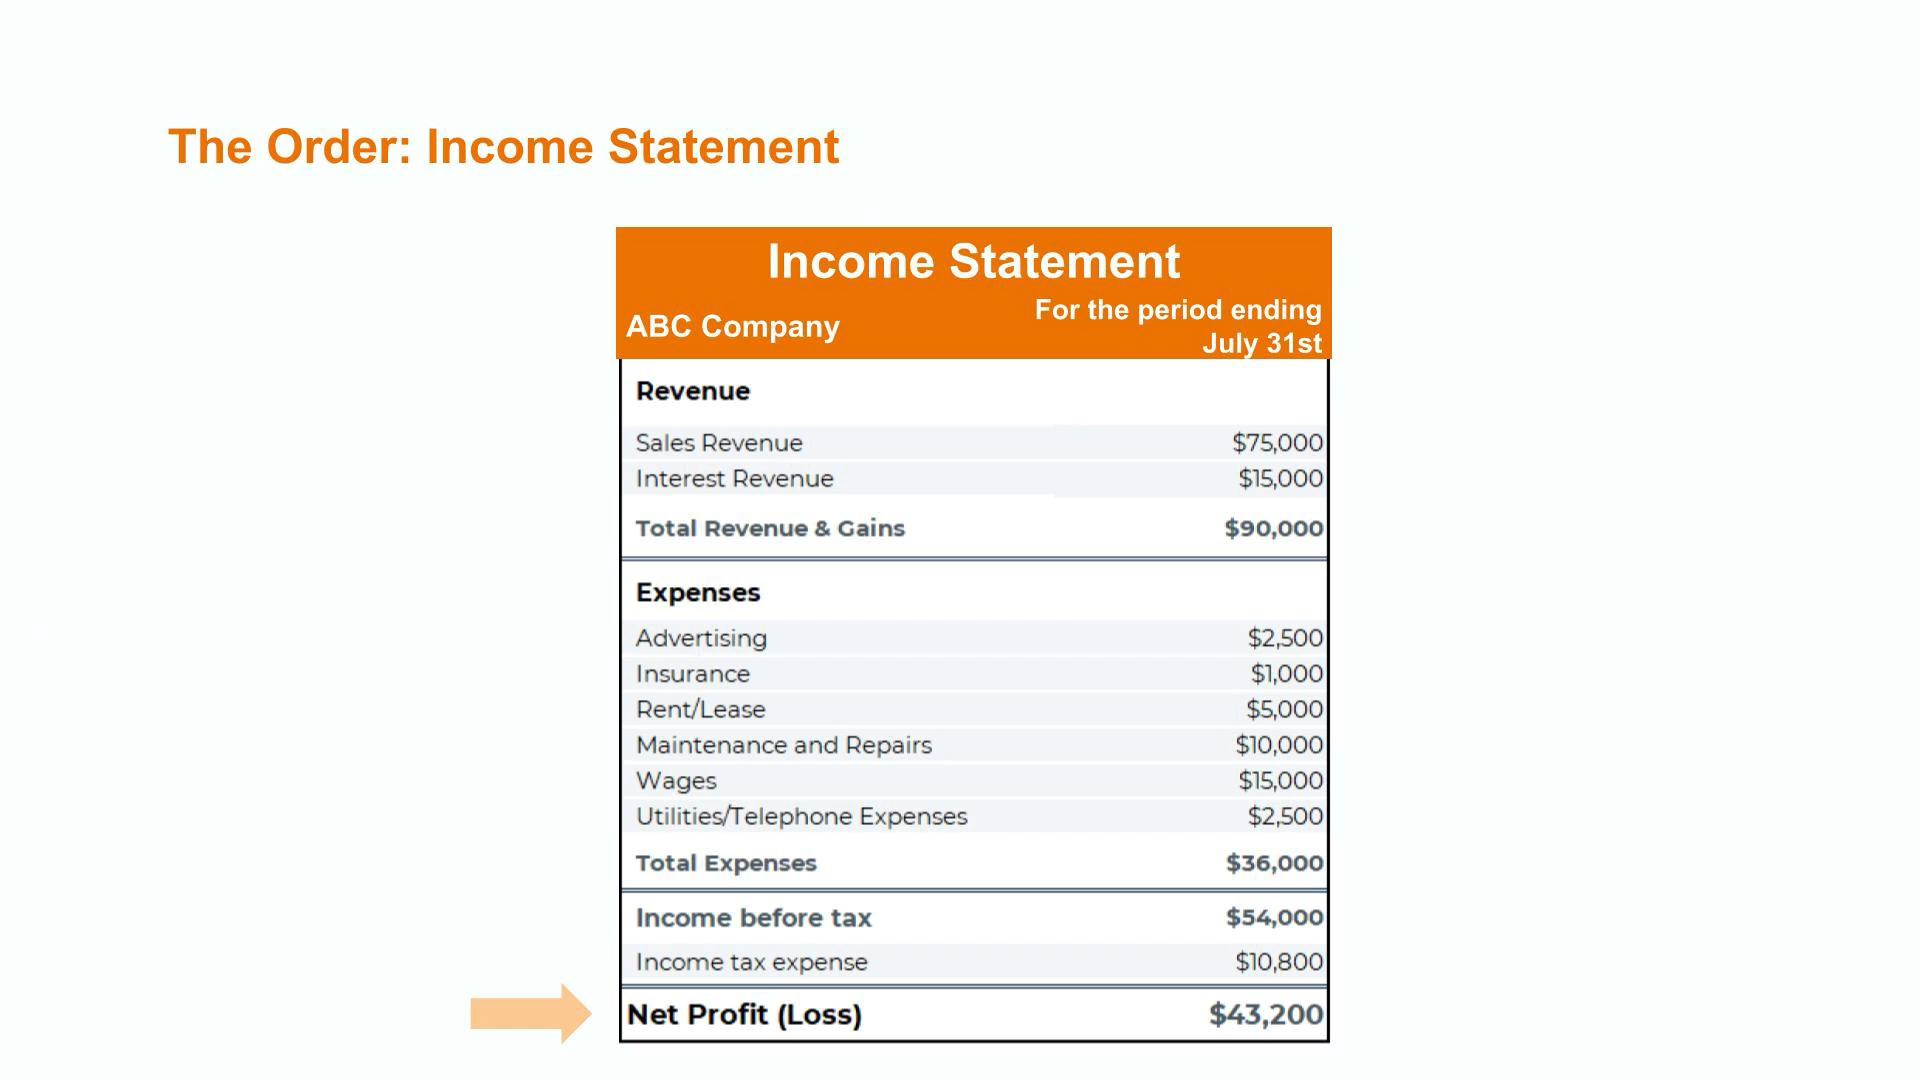 The Order: Income Statement
Income Statement
ABC Company
For the period ending
July 31st
Revenue
Sales Revenue $75,000
Interest Revenue $15,000
Total Revenue & Gains $90,000
Expenses
Advertising $2,500
Insurance $1,000
Rent/Lease $5,000
Maintenance and Repairs $10,000
Wages $15,000
Utilities/Telephone Expenses $2,500
Total Expenses $36,000
Income before tax $54,000
Income tax expense $10,800
Net Profit (Loss) $43,200